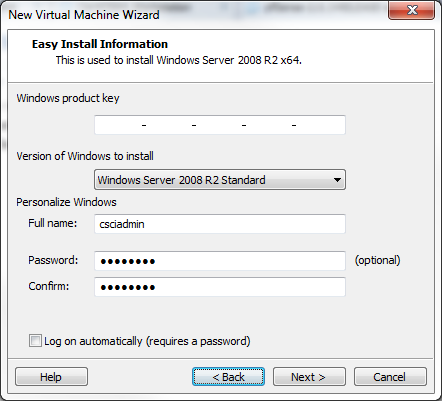 New Virtual Machine Wizard
Easy Install Information
This is used to install Windows Server 2008 R2 x64.
Windows product key
- - - -
Version of Windows to install
Windows Server 2008 R2 Standard
Personalize Windows
Full name: csciadmin
Password: ●●●●●●●● (optional)
Confirm: ●●●●●●●●
Log on automatically (requires a password)
Help < Back Next > Cancel